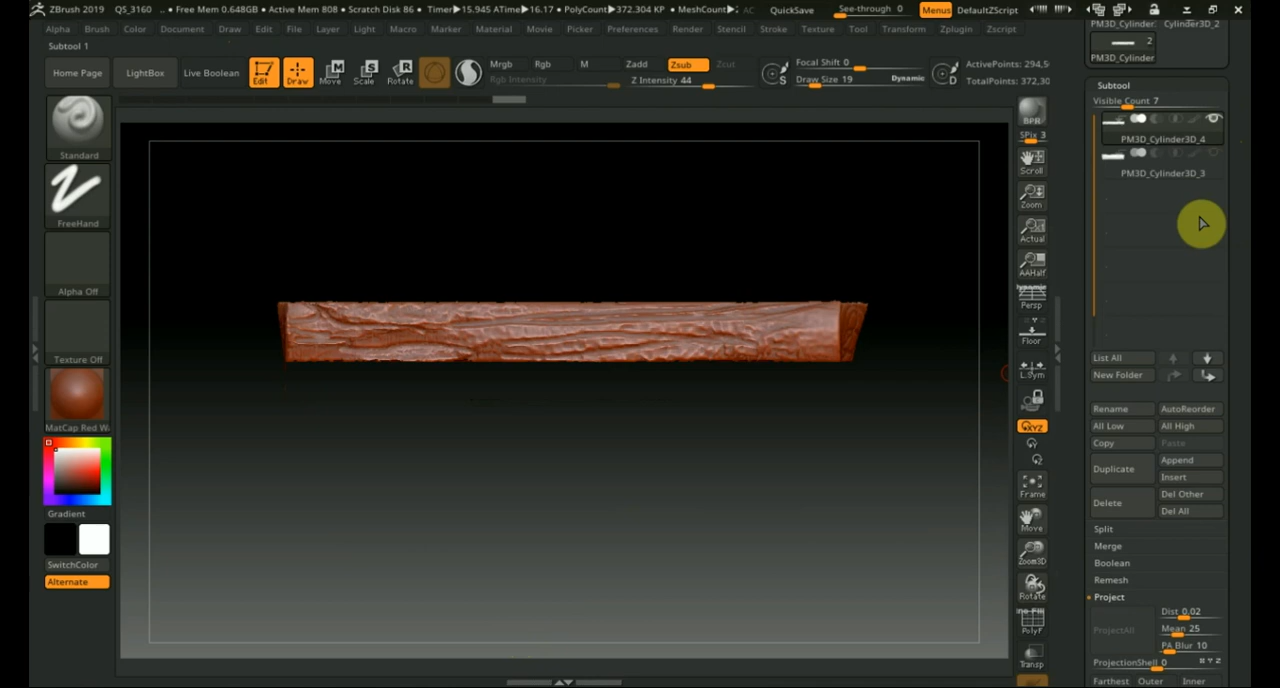 ZBrush 2019 QS_3160 .. • Free Mem 0.648GB • Active Mem 808 • Scratch Disk 86 • Timer▶15.945 ATime▶16.17 • PolyCount▶372.304 KP • MeshCount▶ AC QuickSave See-through 0 Menus DefaultZScript
Alpha Brush Color Document Draw Edit File Layer Light Macro Marker Material Movie Picker Preferences Render Stencil Stroke Texture Tool Transform Zplugin Zscript
PM3D_Cylinder. Cylinder3D_2
2
PM3D_Cylinder
Subtool 1
Home Page LightBox Live Boolean Edit Draw Move Scale Rotate
Mrgb Rgb M Zadd Zsub Zcut
Rgb Intensity Z Intensity 44
Focal Shift 0
Draw Size 19 Dynamic
S D
ActivePoints: 294,5
TotalPoints: 372,30
Standard
FreeHand
Alpha Off
Texture Off
MatCap Red W
Gradient
SwitchColor
Alternate
BPR
SPix 3
Scroll
Zoom
Actual
AAHalf
Dynamic
Persp
Floor
L.Sym
XYZ
Y
Z
Frame
Move
Zoom3D
Rotate
PolyF
Transp
Subtool
Visible Count 7
PM3D_Cylinder3D_4
PM3D_Cylinder3D_3
List All
New Folder
Rename AutoReorder
All Low All High
Copy Paste
Duplicate Append
Insert
Delete Del Other
Del All
Split
Merge
Boolean
Remesh
Project
ProjectAll Dist 0.02
Mean 25
PA Blur 10
ProjectionShell 0 X Y Z
Farthest Outer Inner